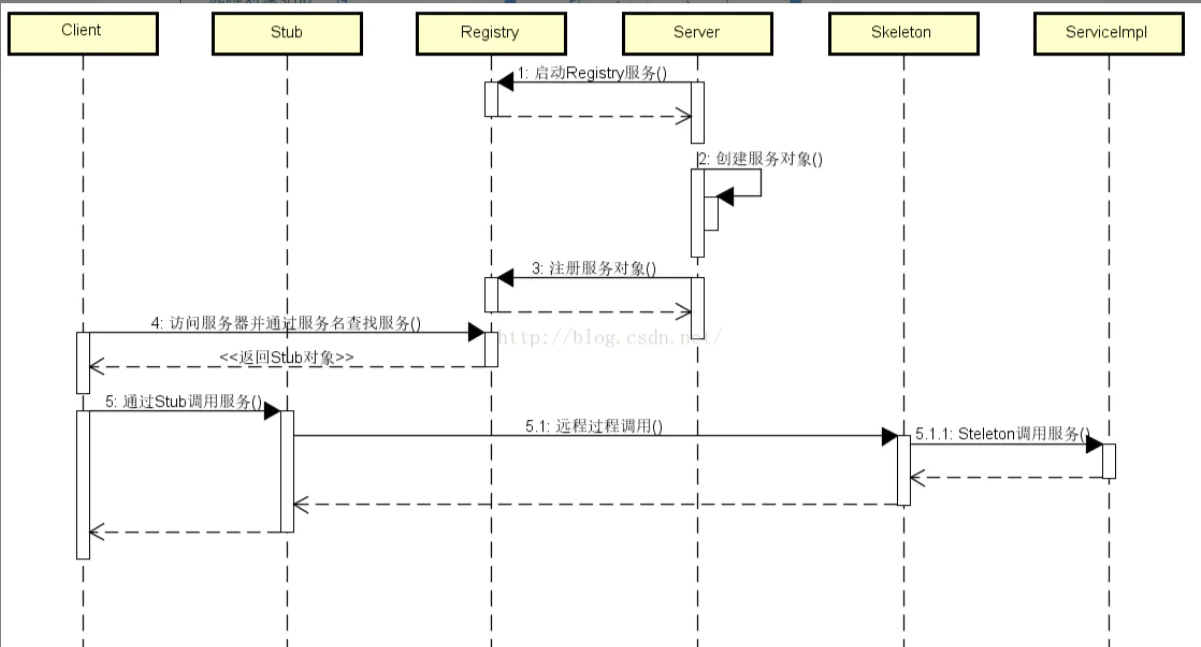 Client
Stub
Registry
Server
Skeleton
ServiceImpl
1: 启动Registry服务()
2: 创建服务对象()
3: 注册服务对象()
4: 访问服务器并通过服务名查找服务()
http://blog.csdn.net/
<<返回Stub对象>>
5: 通过Stub调用服务()
5.1: 远程过程调用()
5.1.1: Steleton调用服务()